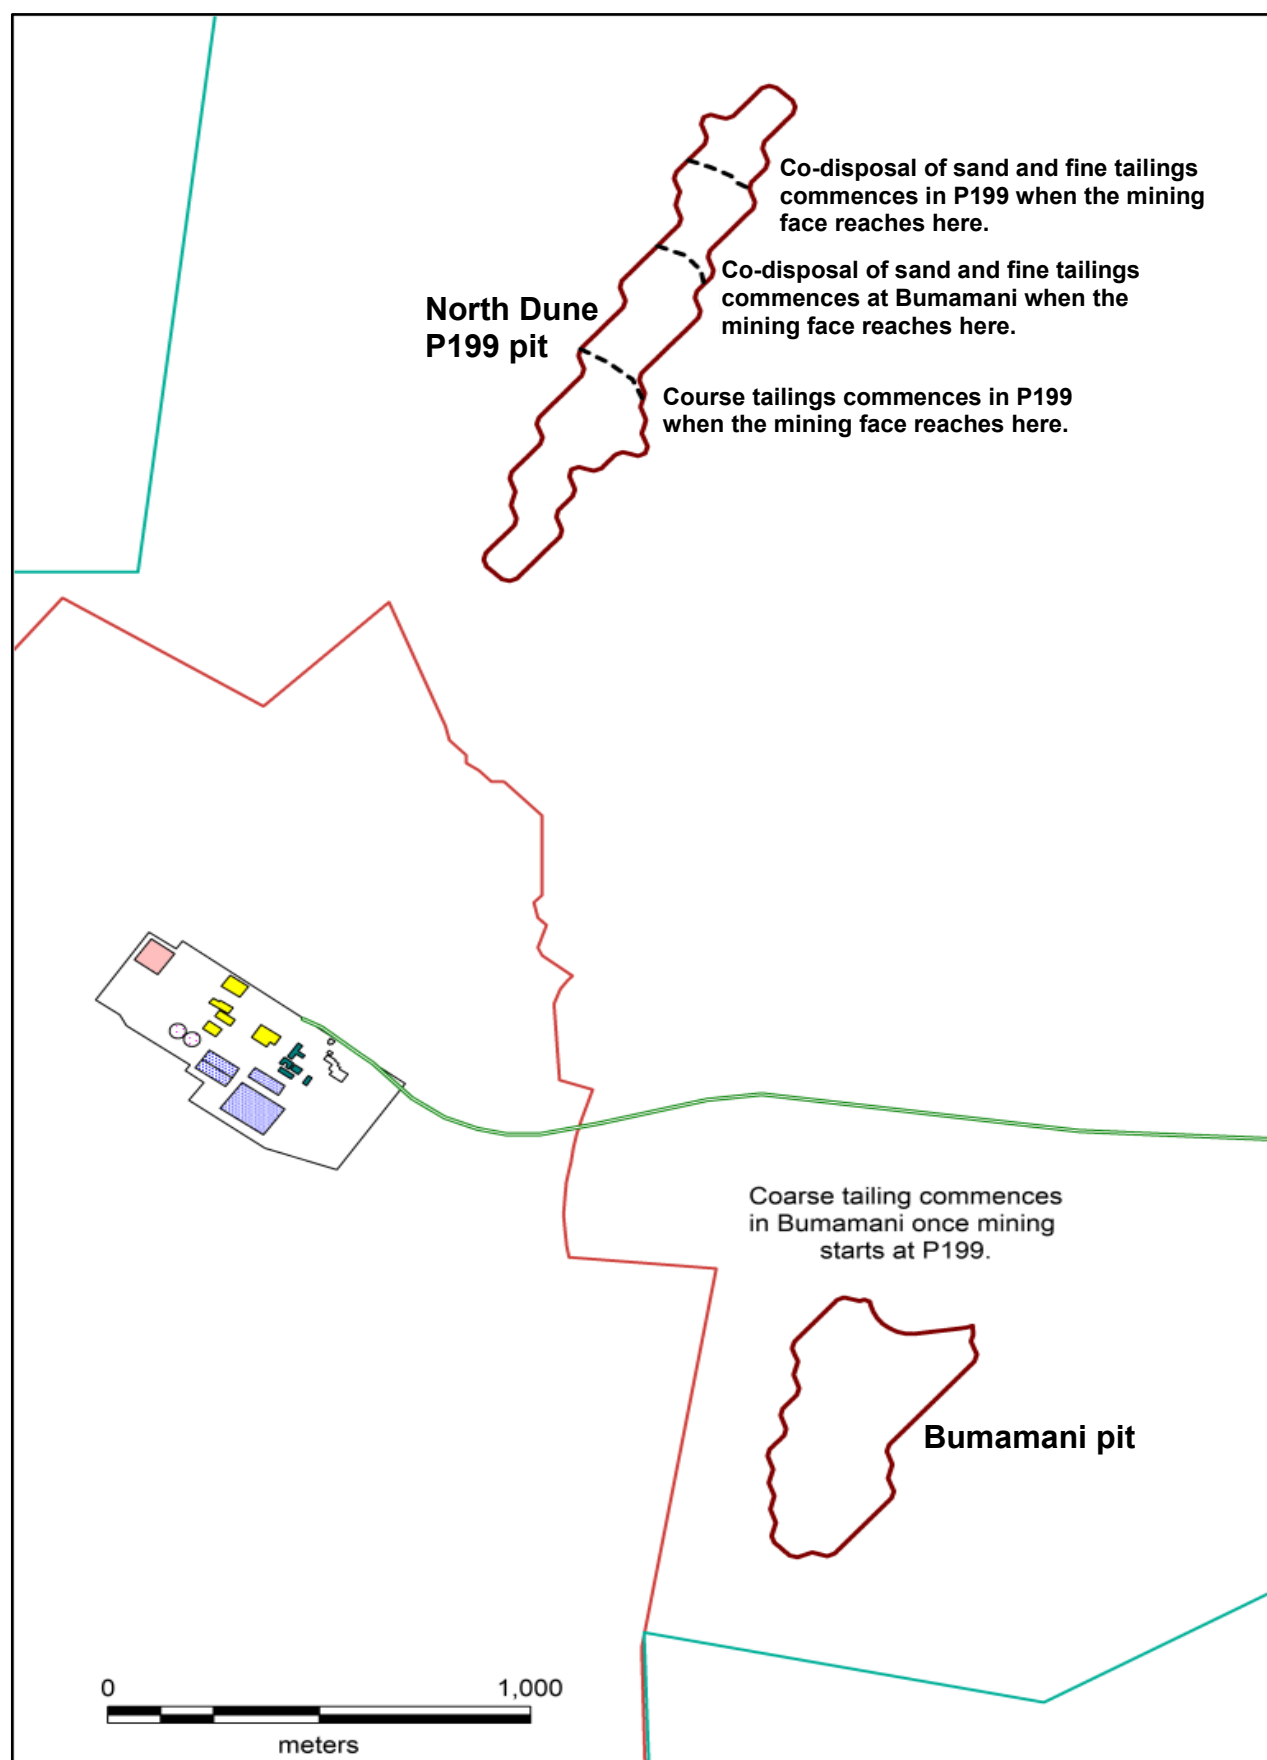 Co-disposal of sand and fine tailings
commences in P199 when the mining
face reaches here.
Co-disposal of sand and fine tailings
commences at Bumamani when the
mining face reaches here.
North Dune
P199 pit
Course tailings commences in P199
when the mining face reaches here.
Coarse tailing commences
in Bumamani once mining
starts at P199.
Bumamani pit
0 1,000
meters